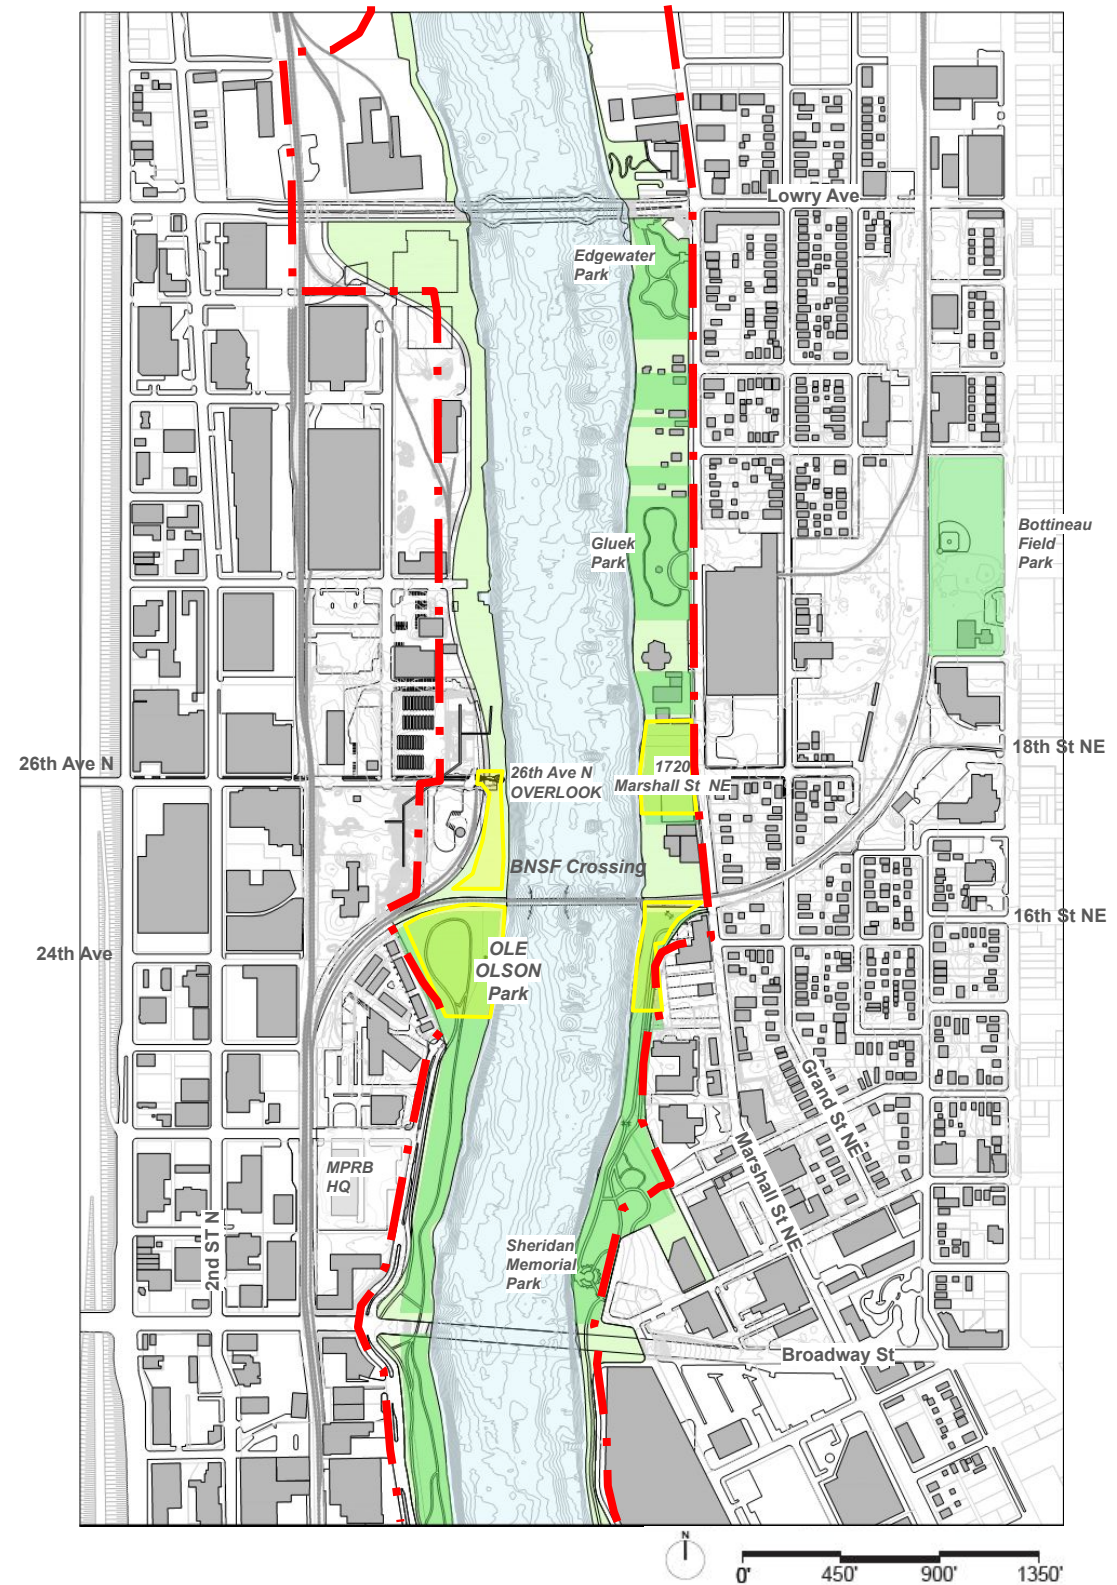 Lowry Ave
Edgewater
Park
Gluek
Park
Bottineau
Field
Park
18th St NE
26th Ave N
26th Ave N
OVERLOOK
1720
Marshall St NE
BNSF Crossing
16th St NE
24th Ave
OLE
OLSON
Park
Grand St NE
Marshall St NE
MPRB
HQ
2nd ST N
Sheridan
Memorial
Park
Broadway St
N
0' 450' 900' 1350'